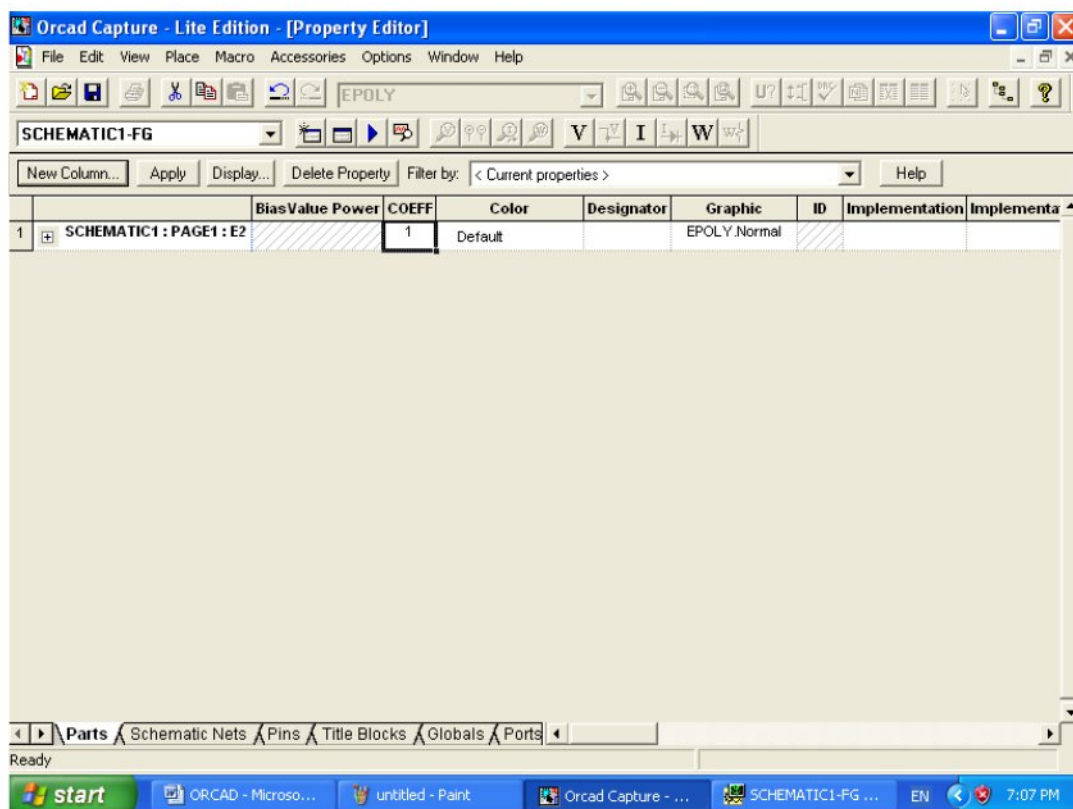 Orcad Capture - Lite Edition - [Property Editor]
File Edit View Place Macro Accessories Options Window Help
EPOLY U?
SCHEMATIC1-FG V I W
New Column... Apply Display... Delete Property Filter by: < Current properties > Help
BiasValue Power COEFF Color Designator Graphic ID Implementation Implementa
1 SCHEMATIC1 : PAGE1 : E2 1 Default EPOLY.Normal
Parts Schematic Nets Pins Title Blocks Globals Ports
Ready
start ORCAD - Microso... untitled - Paint Orcad Capture - ... SCHEMATIC1-FG ... EN 7:07 PM